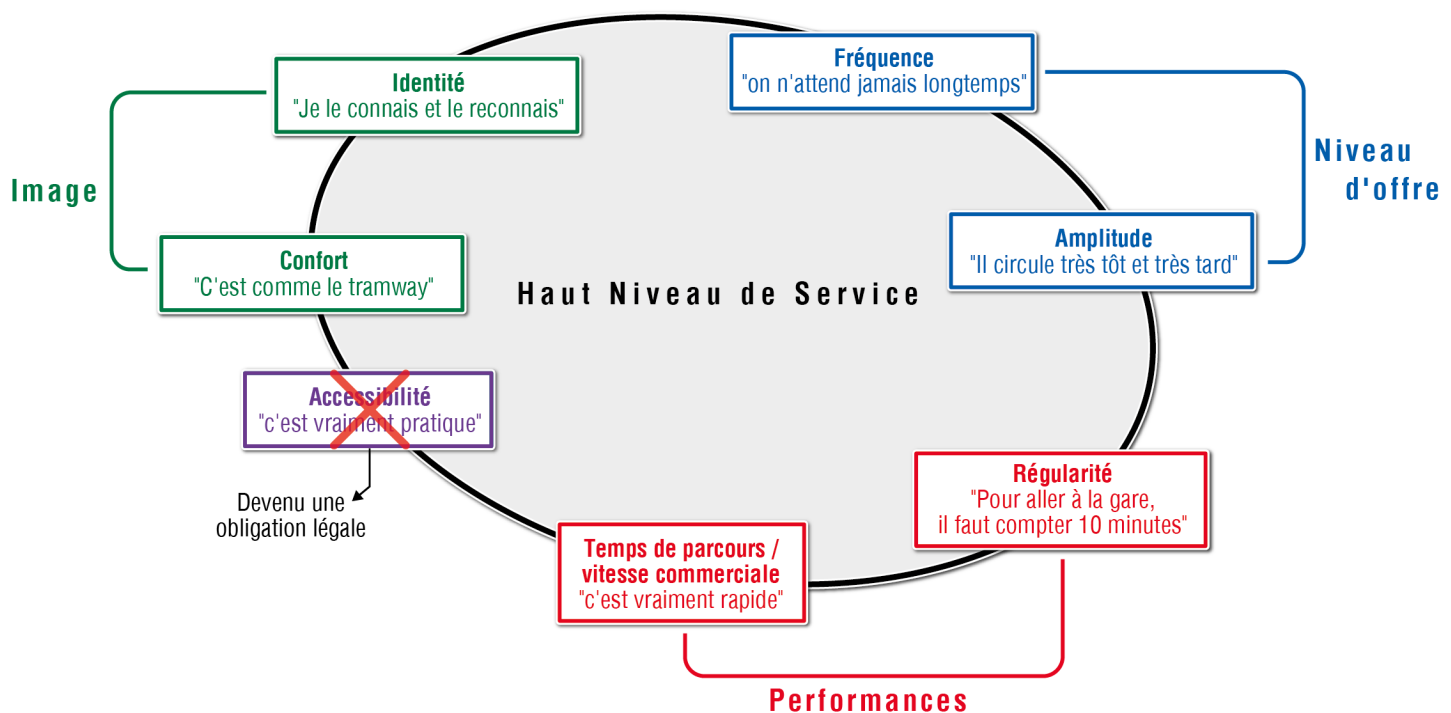 Identité
"Je le connais et le reconnais"
Fréquence
"on n'attend jamais longtemps"
Image
Niveau
d'offre
Confort
"C'est comme le tramway"
Amplitude
"Il circule très tôt et très tard"
Haut Niveau de Service
Accessibilité
"c'est vraiment pratique"
Devenu une
obligation légale
Régularité
"Pour aller à la gare,
il faut compter 10 minutes"
Temps de parcours /
vitesse commerciale
"c'est vraiment rapide"
Performances